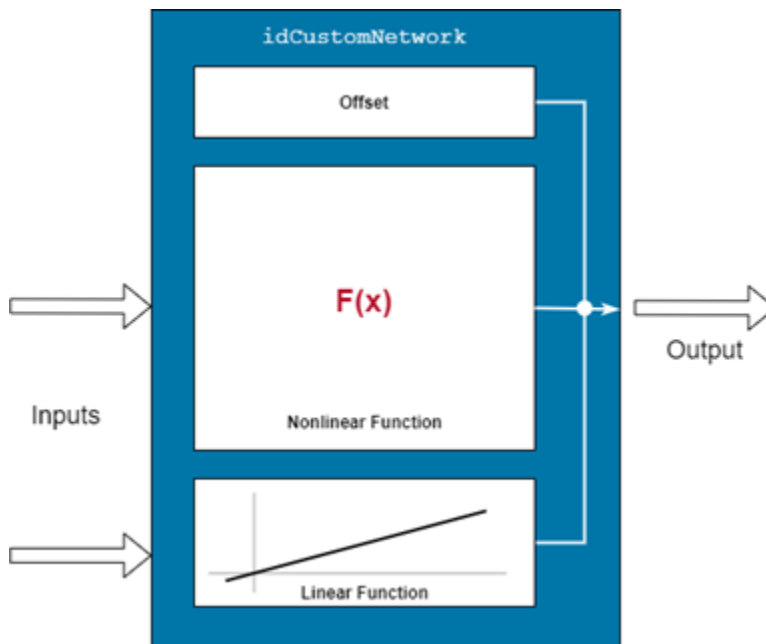 idCustomNetwork
Offset
F(x)
Nonlinear Function
Inputs
Output
Linear Function